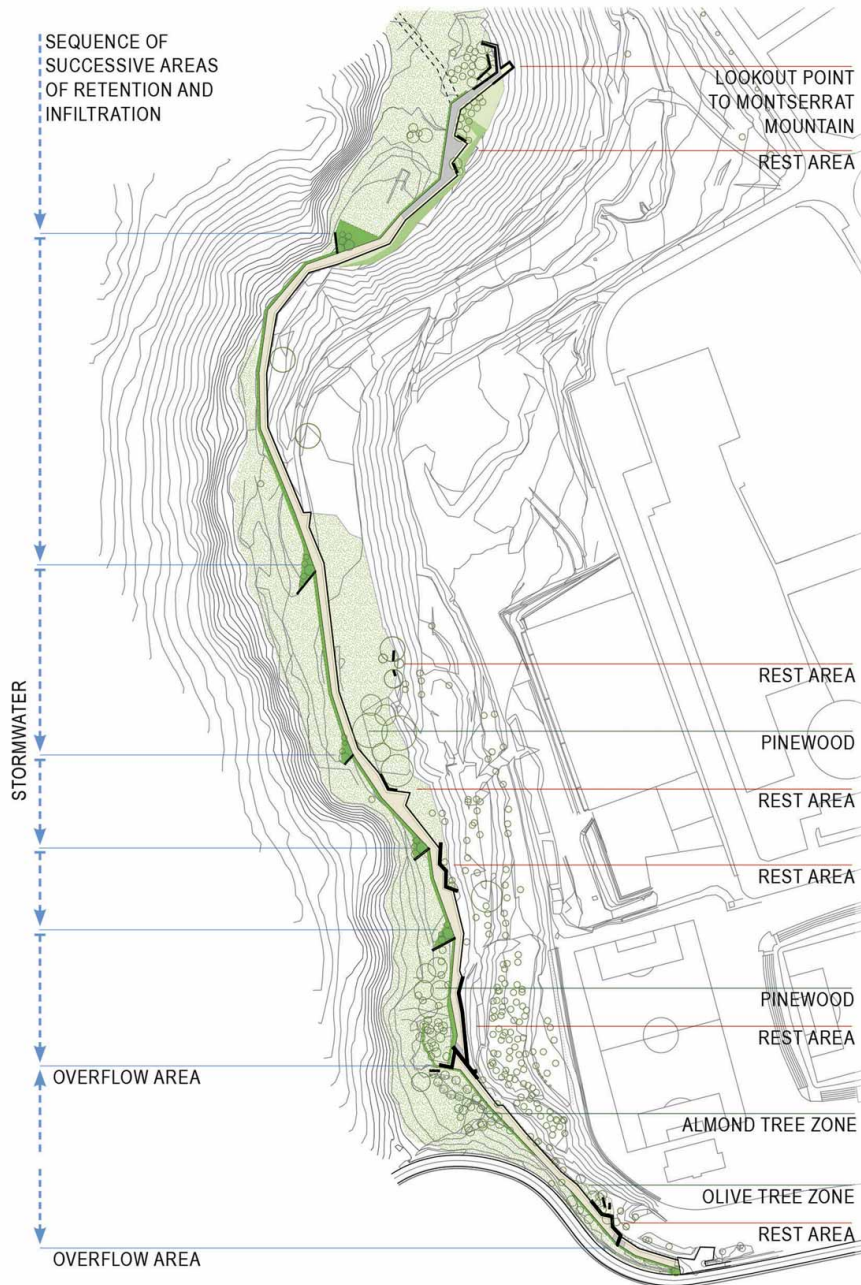 SEQUENCE OF
SUCCESSIVE AREAS
OF RETENTION AND
INFILTRATION
LOOKOUT POINT
TO MONTSERRAT
MOUNTAIN
REST AREA
REST AREA
PINEWOOD
STORMWATER
REST AREA
REST AREA
PINEWOOD
REST AREA
OVERFLOW AREA
ALMOND TREE ZONE
OLIVE TREE ZONE
REST AREA
OVERFLOW AREA